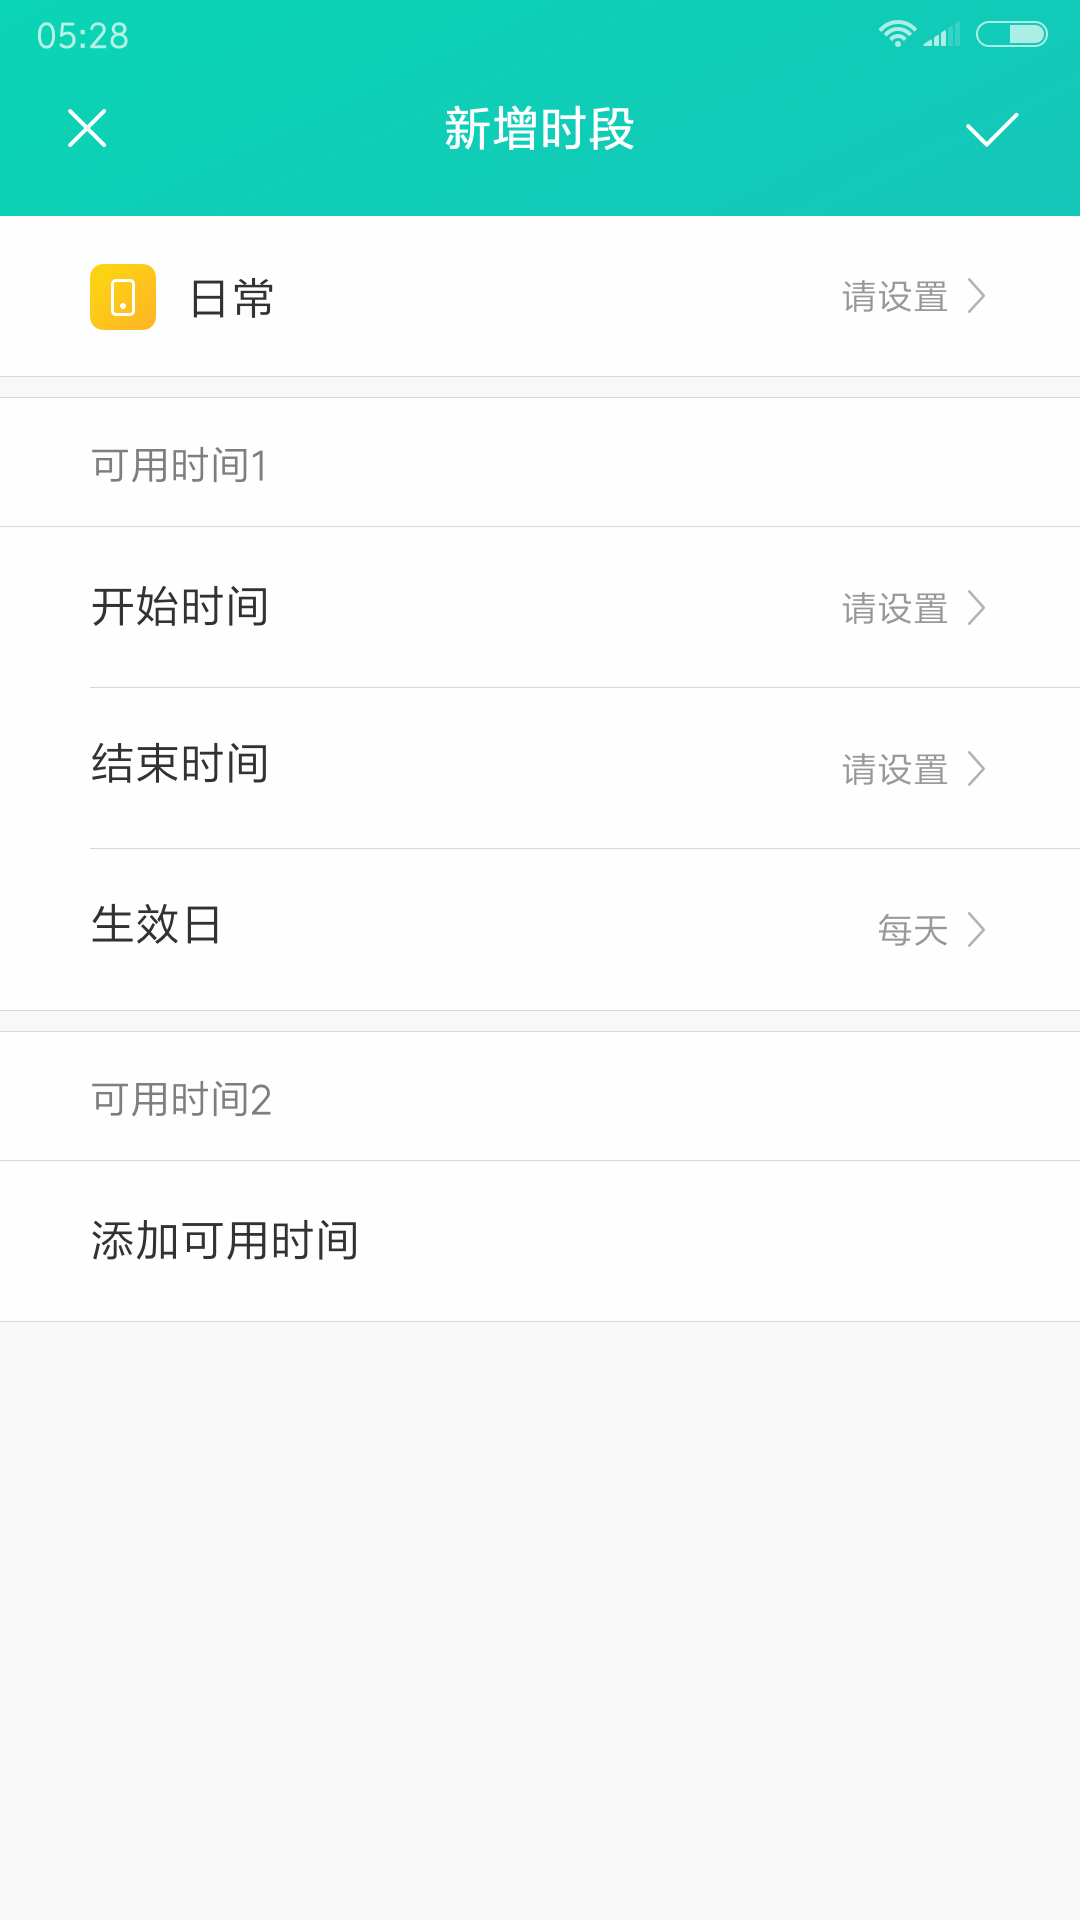 05:28
新增时段
日常 请设置
可用时间1
开始时间 请设置
结束时间 请设置
生效日 每天
可用时间2
添加可用时间